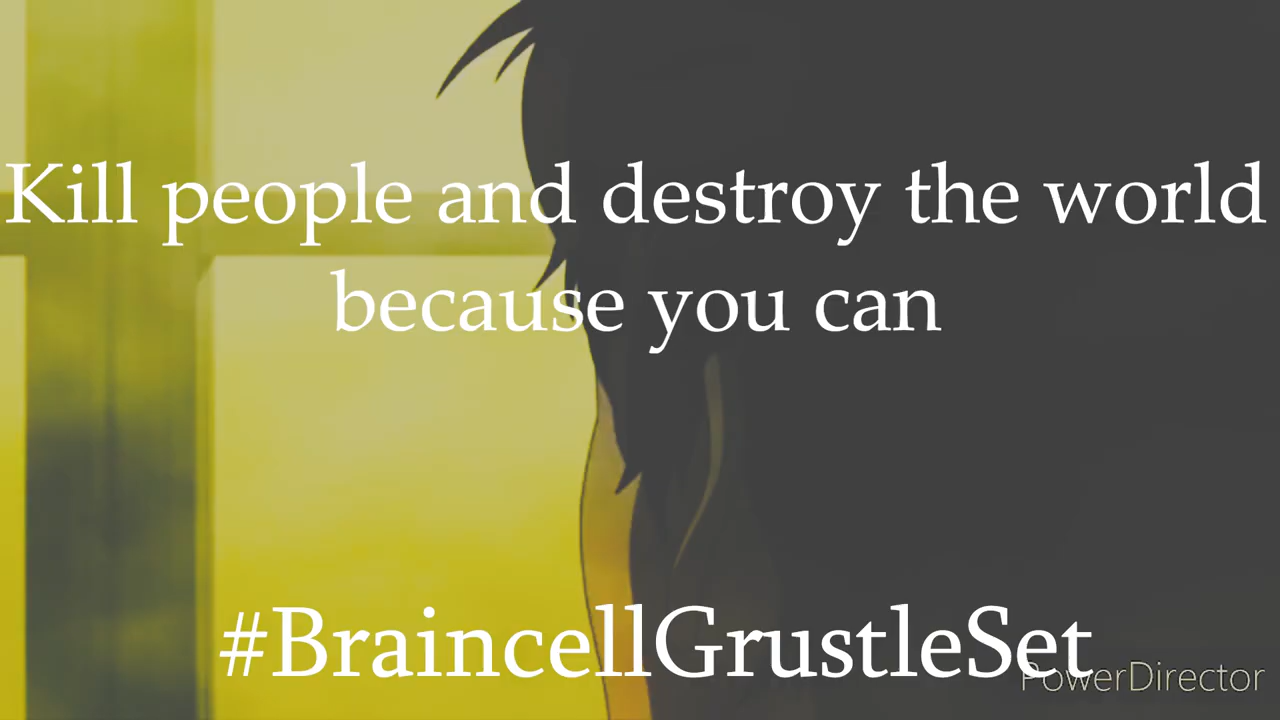 Kill people and destroy the world
because you can
#BraincellGrustleSet
PowerDirector